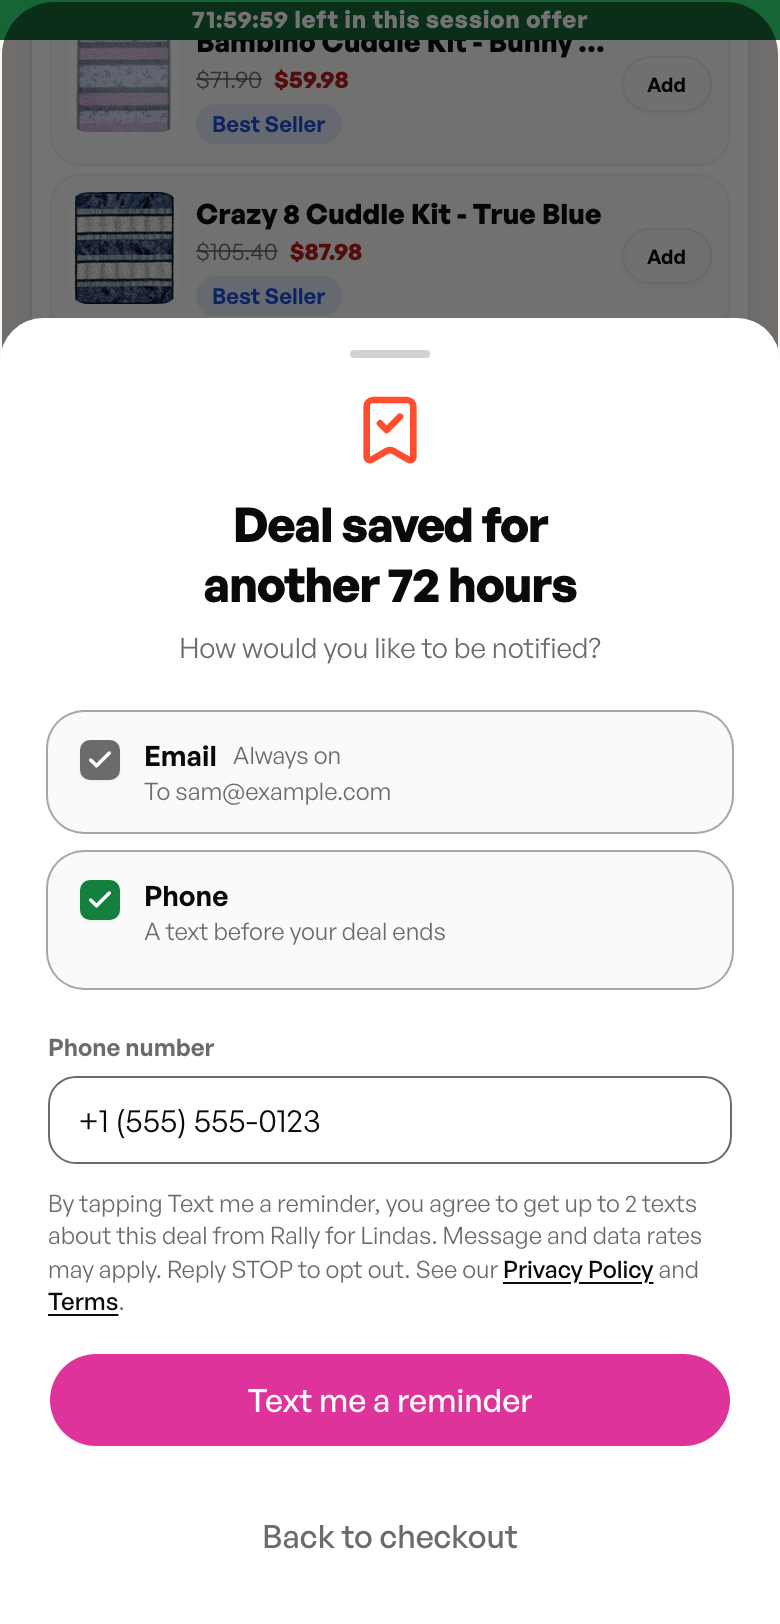 71:59:59 left in this session offer
Bambino Cuddle Kit - Bunny ...
$71.90 $59.98
Add
Best Seller
Crazy 8 Cuddle Kit - True Blue
$105.40 $87.98
Add
Best Seller
Deal saved for
another 72 hours
How would you like to be notified?
Email Always on
To sam@example.com
Phone
A text before your deal ends
Phone number
+1 (555) 555-0123
By tapping Text me a reminder, you agree to get up to 2 texts
about this deal from Rally for Lindas. Message and data rates
may apply. Reply STOP to opt out. See our Privacy Policy and
Terms.
Text me a reminder
Back to checkout